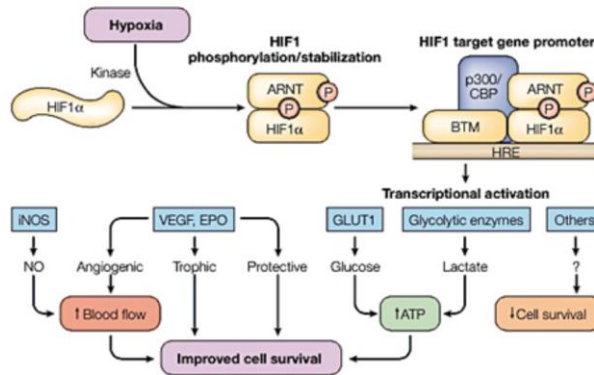 Hypoxia
HIF1
phosphorylation/stabilization
HIF1 target gene promoter
Kinase
HIF1α
ARNT
P
P
HIF1α
p300/
CBP
ARNT
P
P
BTM
HIF1α
HRE
Transcriptional activation
iNOS
VEGF, EPO
GLUT1
Glycolytic enzymes
Others
NO
Angiogenic
Trophic
Protective
Glucose
Lactate
?
↑Blood flow
↑ATP
↓Cell survival
Improved cell survival